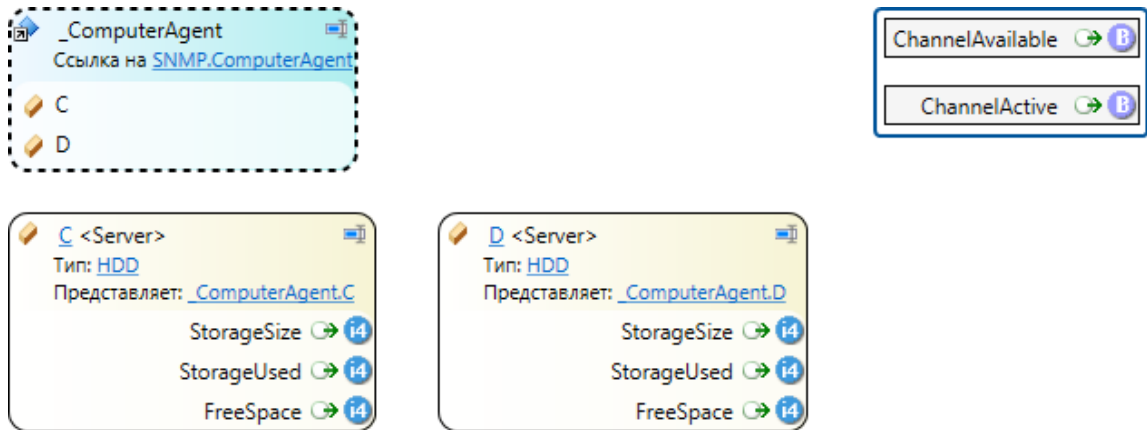 _ComputerAgent
Ссылка на SNMP.ComputerAgent
C
D
ChannelAvailable B
ChannelActive B
C <Server>
Тип: HDD
Представляет: _ComputerAgent.C
StorageSize i4
StorageUsed i4
FreeSpace i4
D <Server>
Тип: HDD
Представляет: _ComputerAgent.D
StorageSize i4
StorageUsed i4
FreeSpace i4